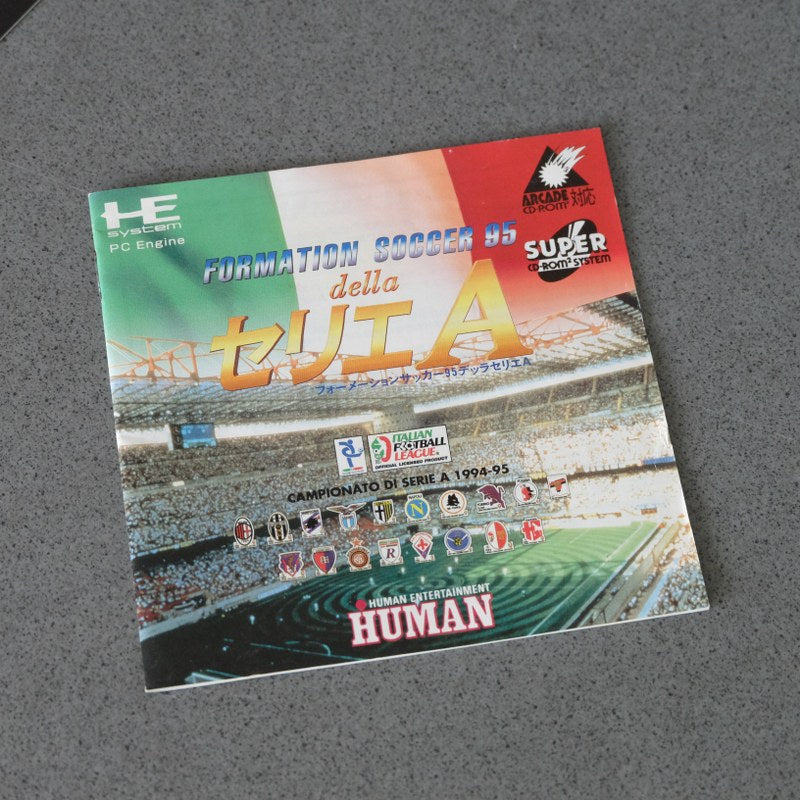 HE
system
PC Engine
ARCADE
CD-ROM² 対応
SUPER
CD-ROM² SYSTEM
FORMATION SOCCER 95
della
セリエA
フォーメーションサッカー95デッラセリエA
ITALIAN
FOOTBALL
LEAGUE
OFFICIAL LICENSED PRODUCT
CAMPIONATO DI SERIE A 1994-95
HUMAN ENTERTAINMENT
HUMAN